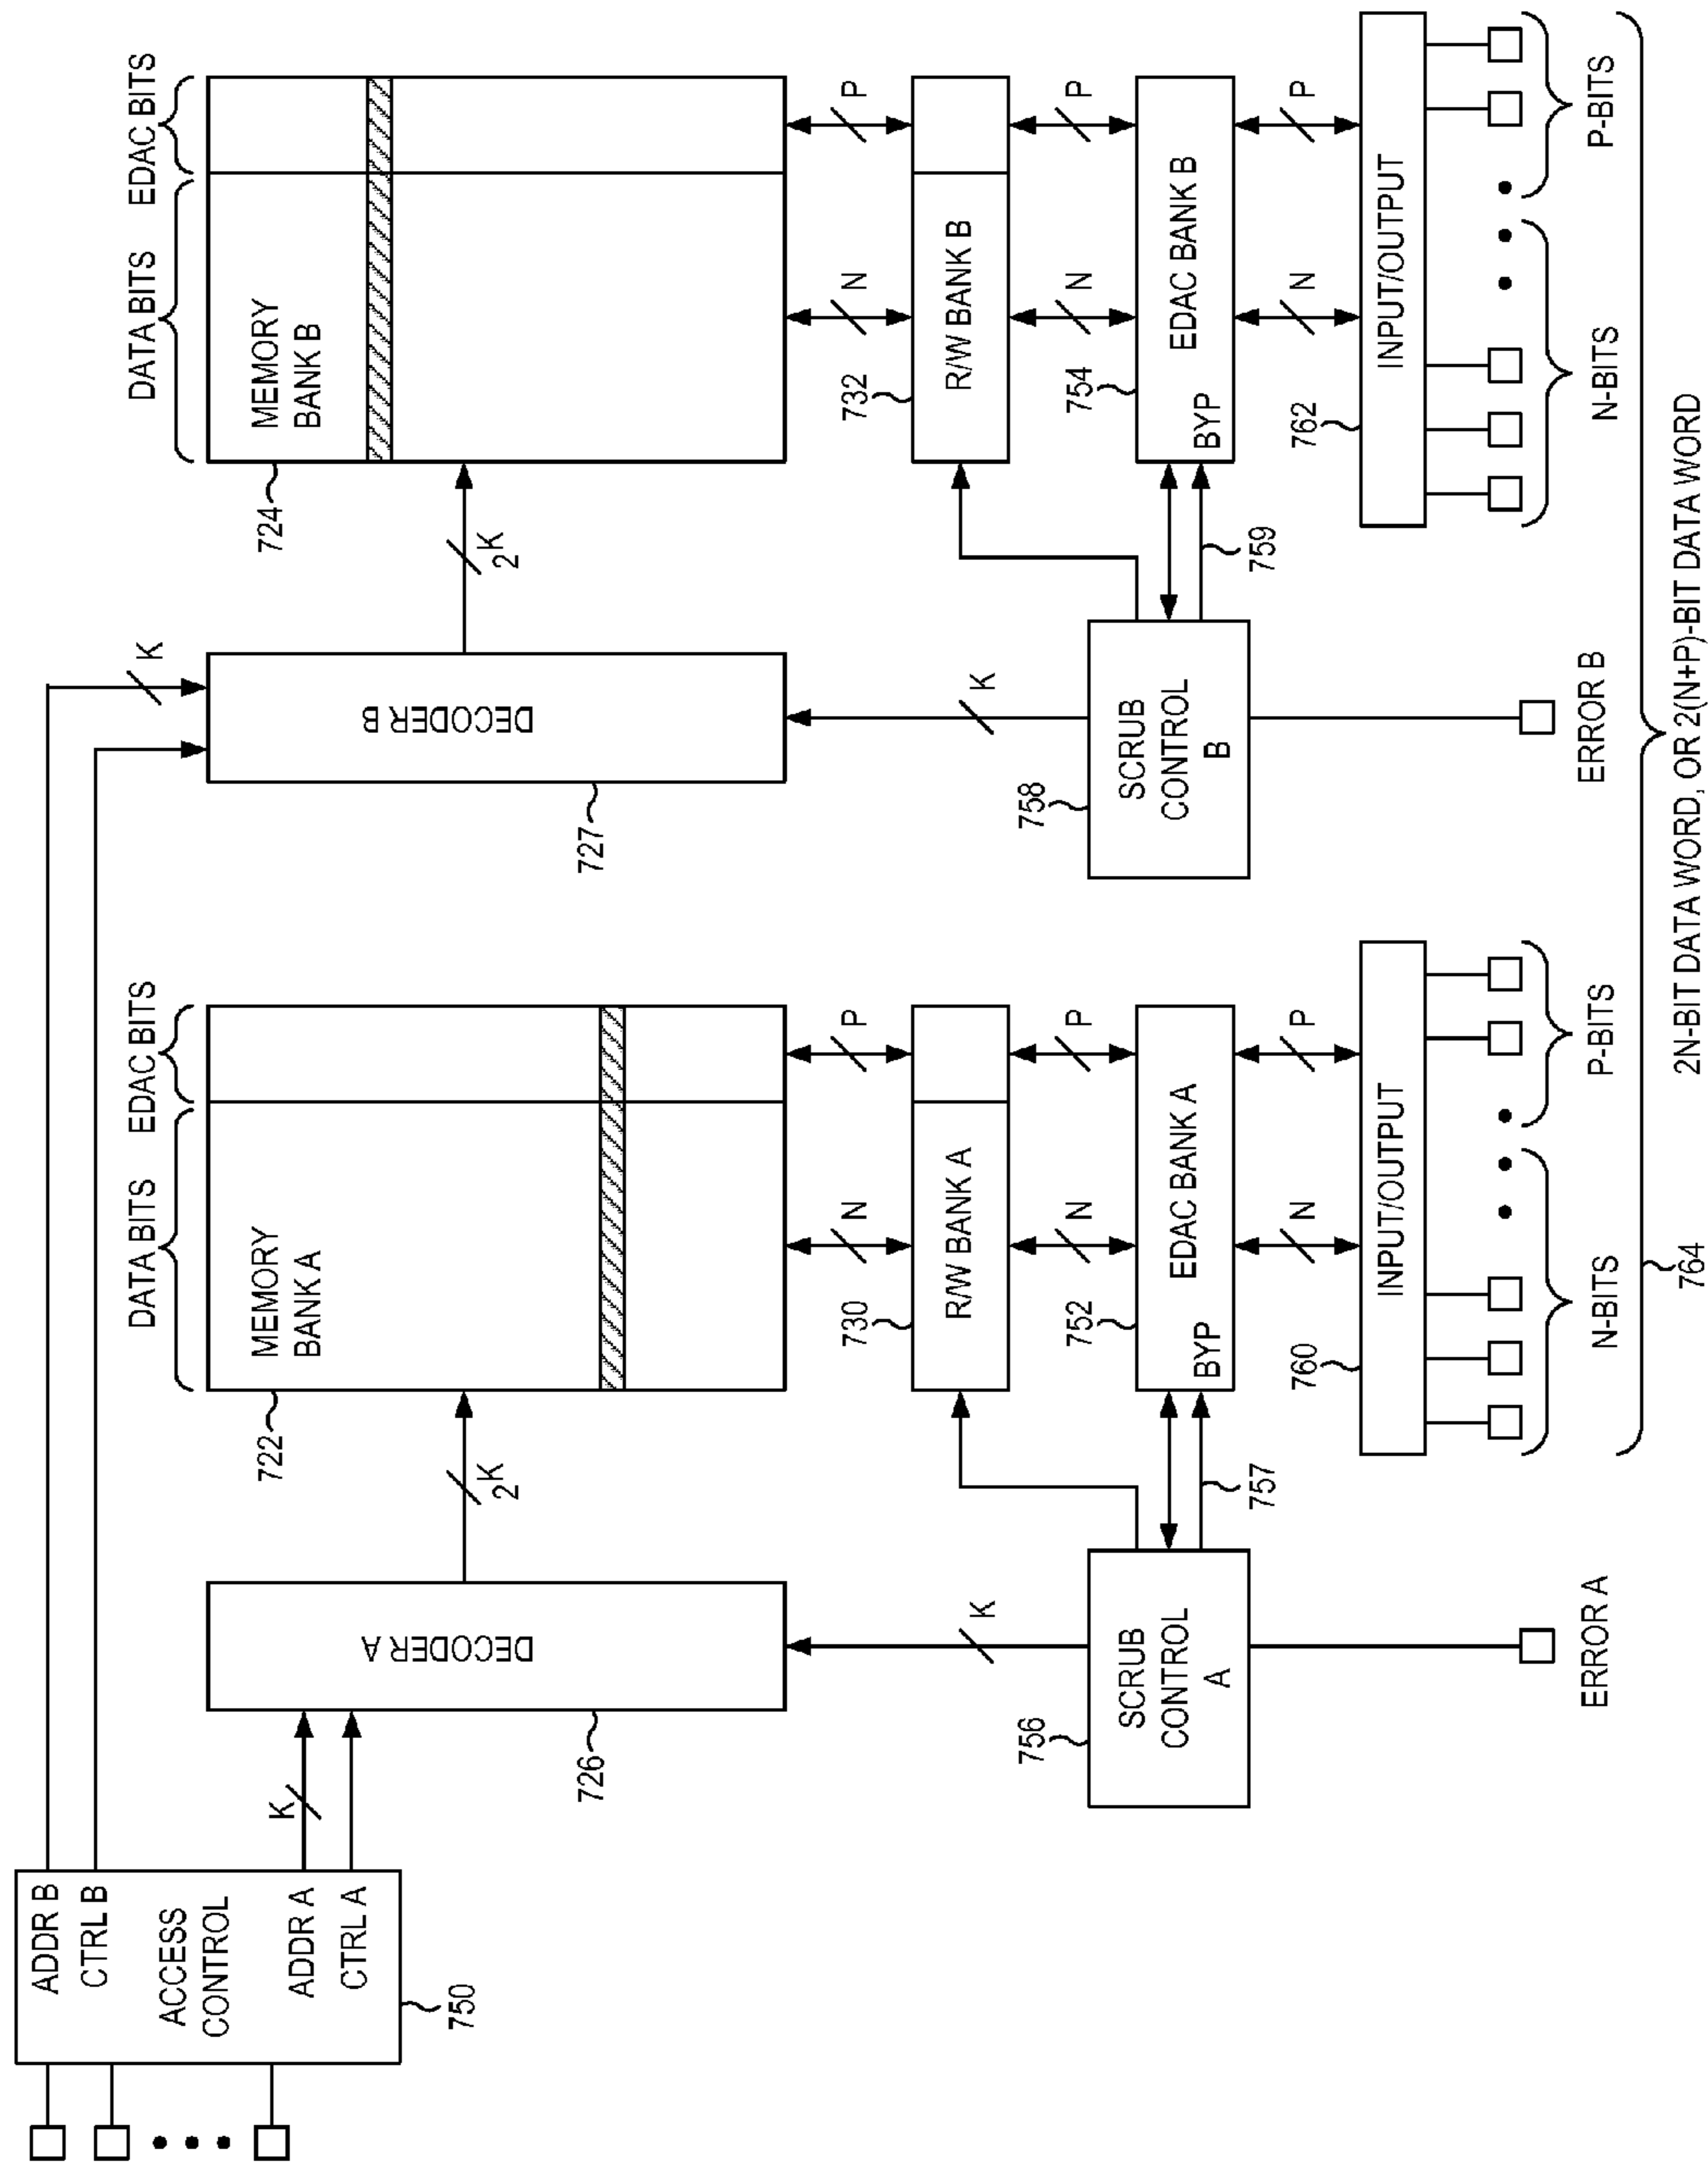 ADDR B
CTRL B
ACCESS
CONTROL
ADDR A
CTRL A
750
K
K
DATA BITS
EDAC BITS
MEMORY
BANK A
722
DECODER A
726
2K
DATA BITS
EDAC BITS
MEMORY
BANK B
724
DECODER B
727
2K
N
P
R/W BANK A
730
N
P
EDAC BANK A
BYP
752
N
P
INPUT/OUTPUT
760
K
SCRUB
CONTROL
A
756
757
ERROR A
N-BITS
P-BITS
N
P
R/W BANK B
732
N
P
EDAC BANK B
BYP
754
N
P
INPUT/OUTPUT
762
K
SCRUB
CONTROL
B
758
759
ERROR B
N-BITS
P-BITS
764
2N-BIT DATA WORD, OR 2(N+P)-BIT DATA WORD